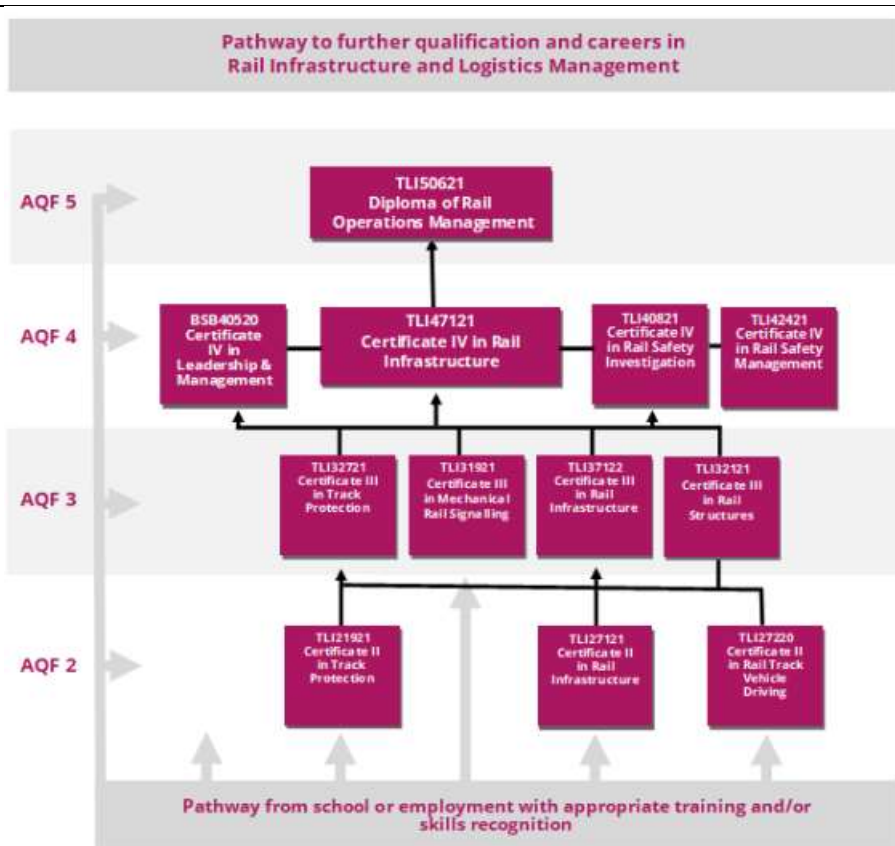 Pathway to further qualification and careers in
Rail Infrastructure and Logistics Management
AQF 5
TLI50621
Diploma of Rail
Operations Management
AQF 4
BSB40520
Certificate
IV in
Leadership &
Management
TLI47121
Certificate IV in Rail
Infrastructure
TLI40821
Certificate IV
in Rail Safety
Investigation
TLI42421
Certificate IV
in Rail Safety
Management
AQF 3
TLI32721
Certificate III
in Track
Protection
TLI31921
Certificate III
in Mechanical
Rail Signalling
TLI37122
Certificate III
in Rail
Infrastructure
TLI32121
Certificate III
in Rail
Structures
AQF 2
TLI21921
Certificate II
in Track
Protection
TLI27121
Certificate II
in Rail
Infrastructure
TLI27220
Certificate II
in Rail Track
Vehicle
Driving
Pathway from school or employment with appropriate training and/or
skills recognition